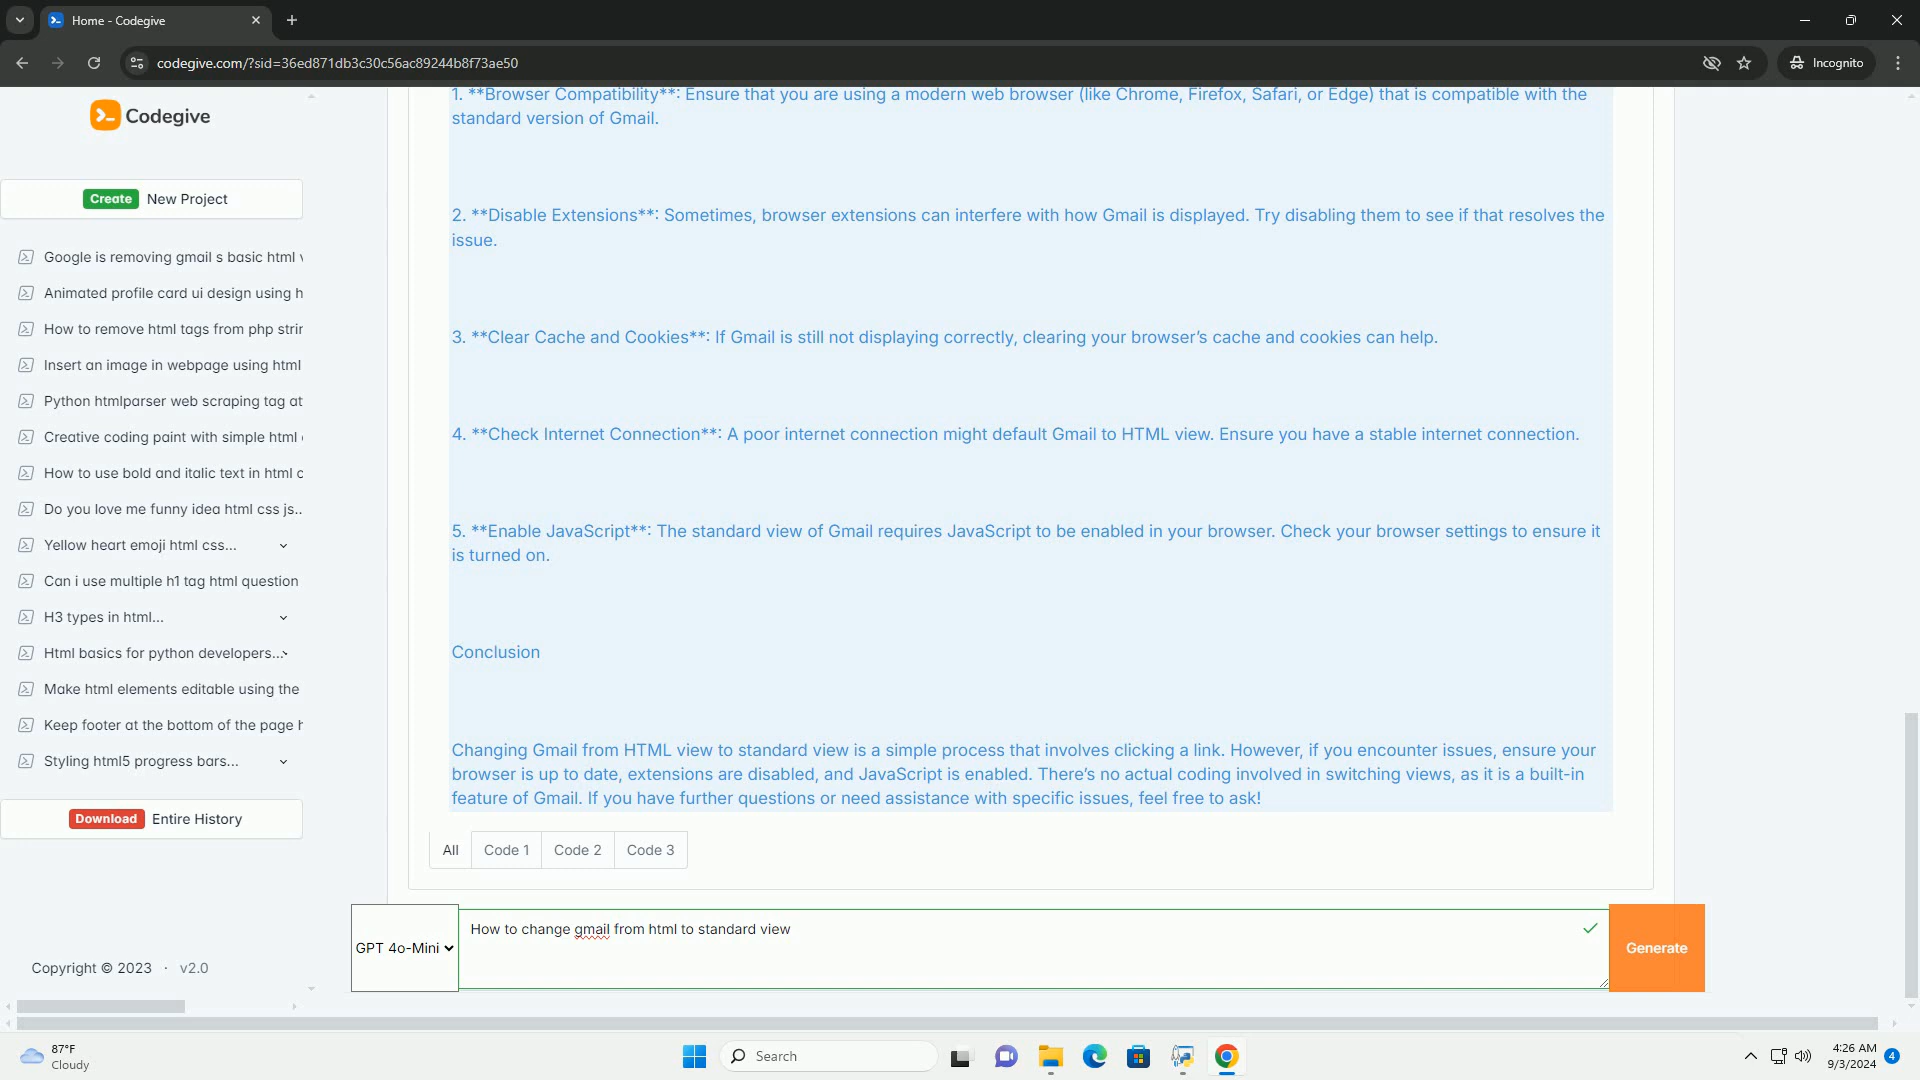 Home - Codegive
codegive.com/?sid=36ed871db3c30c56ac89244b8f73ae50
Incognito
Codegive
Create New Project
Google is removing gmail s basic html
Animated profile card ui design using h
How to remove html tags from php strin
Insert an image in webpage using html
Python htmlparser web scraping tag at
Creative coding paint with simple html
How to use bold and italic text in html c
Do you love me funny idea html css js...
Yellow heart emoji html css...
Can i use multiple h1 tag html question
H3 types in html...
Html basics for python developers...
Make html elements editable using the
Keep footer at the bottom of the page h
Styling html5 progress bars...
Download Entire History
Copyright © 2023 · v2.0
1. **Browser Compatibility**: Ensure that you are using a modern web browser (like Chrome, Firefox, Safari, or Edge) that is compatible with the
standard version of Gmail.
2. **Disable Extensions**: Sometimes, browser extensions can interfere with how Gmail is displayed. Try disabling them to see if that resolves the
issue.
3. **Clear Cache and Cookies**: If Gmail is still not displaying correctly, clearing your browser’s cache and cookies can help.
4. **Check Internet Connection**: A poor internet connection might default Gmail to HTML view. Ensure you have a stable internet connection.
5. **Enable JavaScript**: The standard view of Gmail requires JavaScript to be enabled in your browser. Check your browser settings to ensure it
is turned on.
Conclusion
Changing Gmail from HTML view to standard view is a simple process that involves clicking a link. However, if you encounter issues, ensure your
browser is up to date, extensions are disabled, and JavaScript is enabled. There’s no actual coding involved in switching views, as it is a built-in
feature of Gmail. If you have further questions or need assistance with specific issues, feel free to ask!
All Code 1 Code 2 Code 3
GPT 4o-Mini
How to change gmail from html to standard view
Generate
87°F
Cloudy
Search
4:26 AM
9/3/2024
4